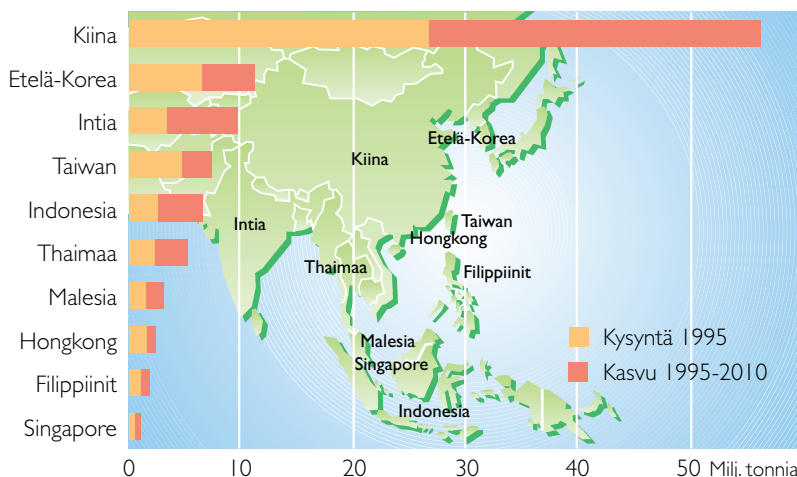 Kiina
Etelä-Korea
Intia
Taiwan
Indonesia
Thaimaa
Malesia
Hongkong
Filippiinit
Singapore
Etelä-Korea
Kiina
Intia
Taiwan
Hongkong
Thaimaa
Filippiinit
Malesia
Singapore
Indonesia
Kysyntä 1995
Kasvu 1995-2010
0 10 20 30 40 50 Milj. tonnia